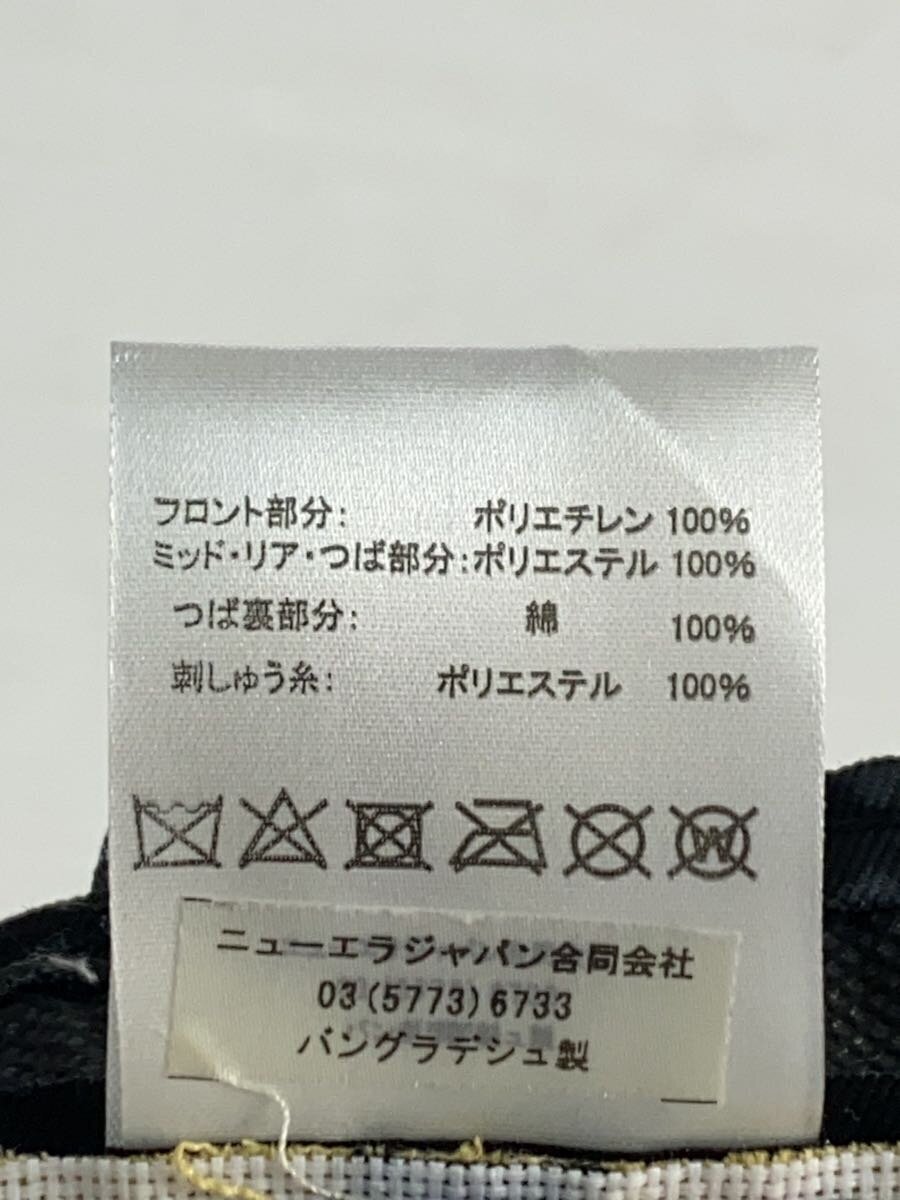 フロント部分: ポリエチレン 100%
ミッド・リア・つば部分:ポリエステル 100%
つば裏部分: 綿 100%
刺しゅう糸: ポリエステル 100%
W
ニューエラジャパン合同会社
03(5773)6733
バングラデシュ製